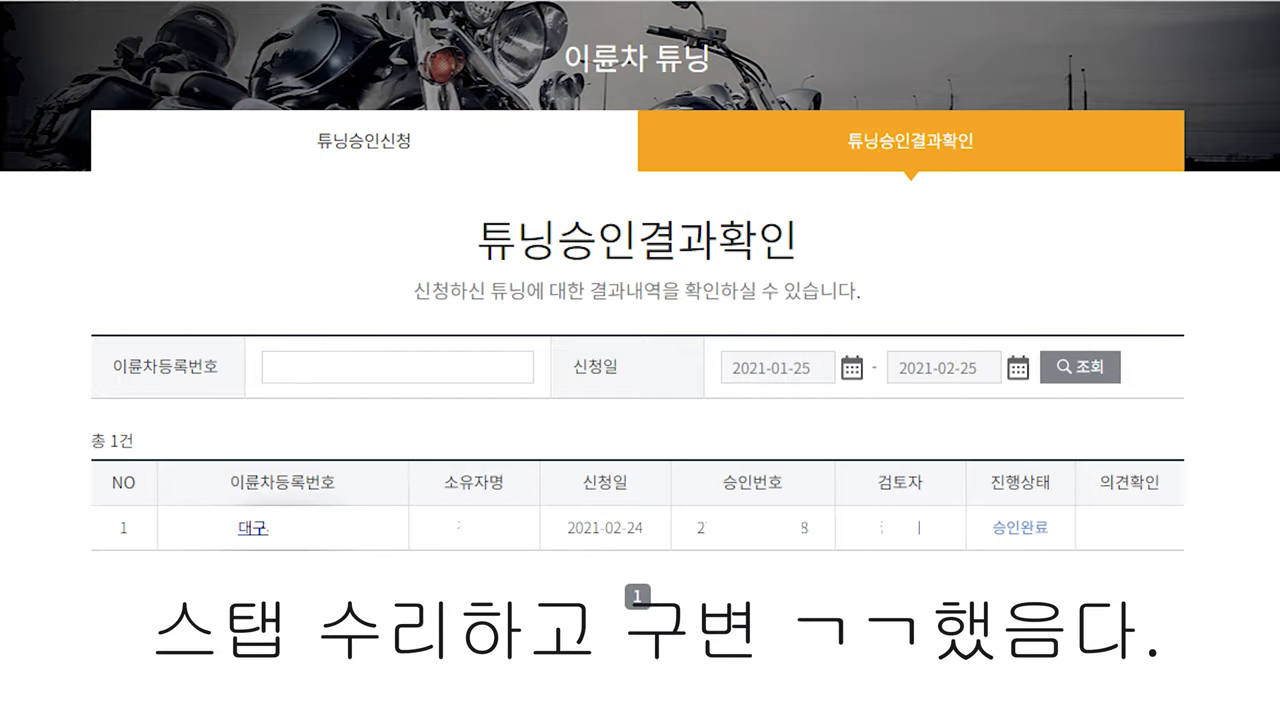 이륜차 튜닝
튜닝승인신청
튜닝승인결과확인
튜닝승인결과확인
신청하신 튜닝에 대한 결과내역을 확인하실 수 있습니다.
이륜차등록번호 신청일 2021-01-25 - 2021-02-25 조회
총 1건
NO 이륜차등록번호 소유자명 신청일 승인번호 검토자 진행상태 의견확인
1 대구 2021-02-24 2 8 승인완료
1
스탭 수리하고 구변 ㄱㄱ했음다.